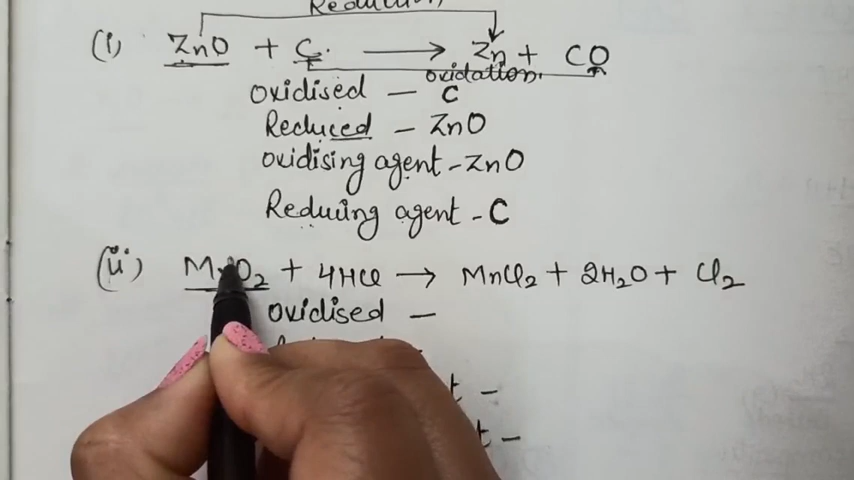 Reduction
(i) ZnO + C → Zn + CO
oxidation
oxidised — C
Reduced — ZnO
oxidising agent - ZnO
Reducing agent - C
(ii) MnO2 + 4HCl → MnCl2 + 2H2O + Cl2
oxidised —
t -
t -